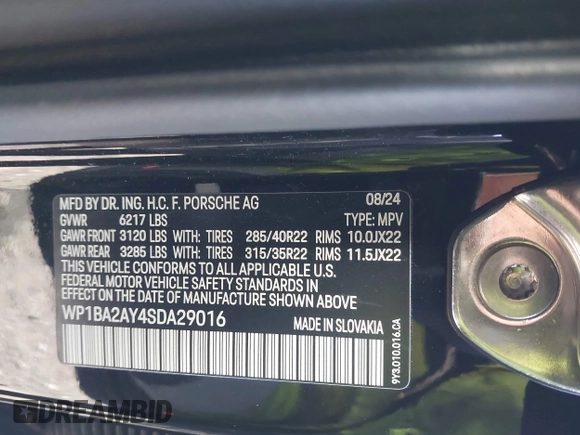 MFD BY DR. ING. H.C. F. PORSCHE AG 08/24
GVWR 6217 LBS TYPE: MPV
GAWR FRONT 3120 LBS WITH: TIRES 285/40R22 RIMS 10.0JX22
GAWR REAR 3285 LBS WITH: TIRES 315/35R22 RIMS 11.5JX22
THIS VEHICLE CONFORMS TO ALL APPLICABLE U.S.
FEDERAL MOTOR VEHICLE SAFETY STANDARDS IN
EFFECT ON THE DATE OF MANUFACTURE SHOWN ABOVE.
WP1BA2AY4SDA29016 MADE IN SLOVAKIA
9Y3.010.016.CA
DREAMBID